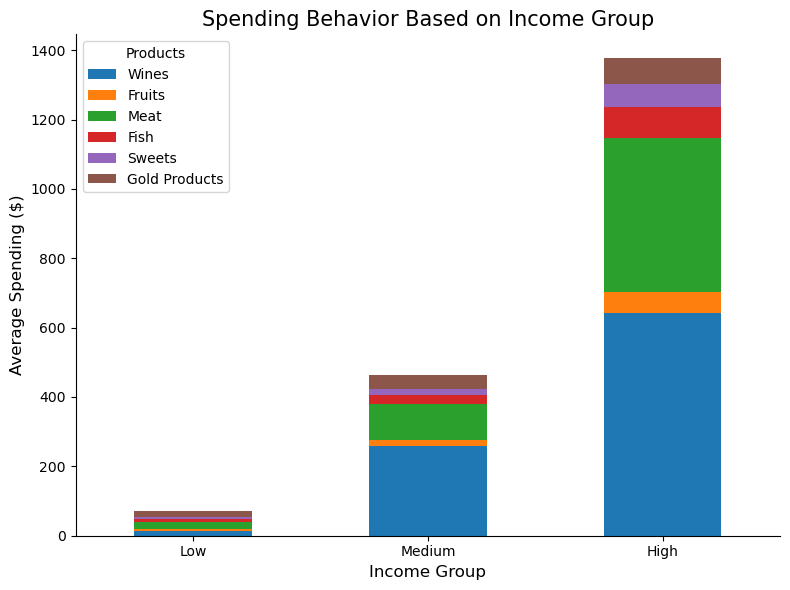 Spending Behavior Based on Income Group
Products
Wines
Fruits
Meat
Fish
Sweets
Gold Products
Average Spending ($)
1400
1200
1000
800
600
400
200
0
Low
Medium
High
Income Group